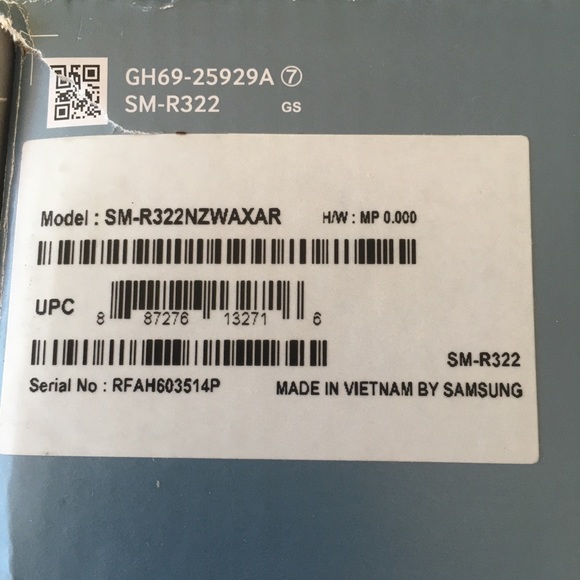 GH69-25929A ⑦
SM-R322 GS
Model : SM-R322NZWAXAR H/W : MP 0.000
UPC 8 87276 13271 6
SM-R322
Serial No : RFAH603514P MADE IN VIETNAM BY SAMSUNG